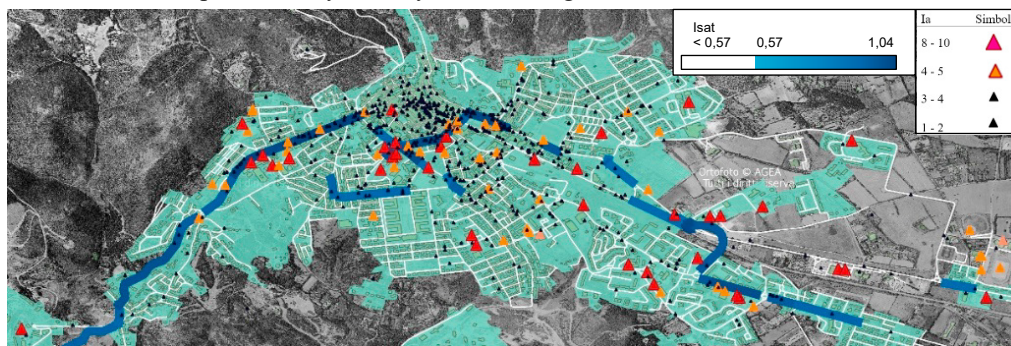 Isat
< 0,57 0,57 1,04
Ia Simbol
8 - 10
4 - 5
3 - 4
1 - 2
Ortofoto © AGEA